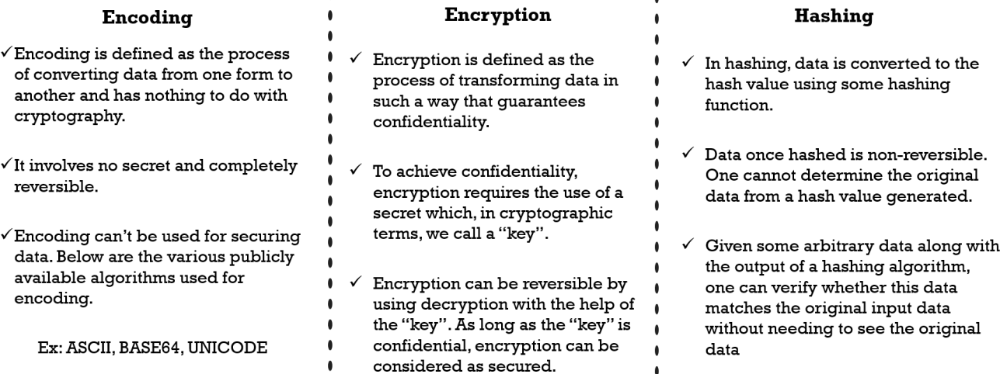 Encoding
✓Encoding is defined as the process
of converting data from one form to
another and has nothing to do with
cryptography.
✓It involves no secret and completely
reversible.
✓Encoding can't be used for securing
data. Below are the various publicly
available algorithms used for
encoding.
Ex: ASCII, BASE64, UNICODE
Encryption
✓ Encryption is defined as the
process of transforming data in
such a way that guarantees
confidentiality.
✓ To achieve confidentiality,
encryption requires the use of a
secret which, in cryptographic
terms, we call a “key”.
✓ Encryption can be reversible by
using decryption with the help of
the “key”. As long as the “key” is
confidential, encryption can be
considered as secured.
Hashing
✓ In hashing, data is converted to the
hash value using some hashing
function.
✓ Data once hashed is non-reversible.
One cannot determine the original
data from a hash value generated.
✓ Given some arbitrary data along with
the output of a hashing algorithm,
one can verify whether this data
matches the original input data
without needing to see the original
data